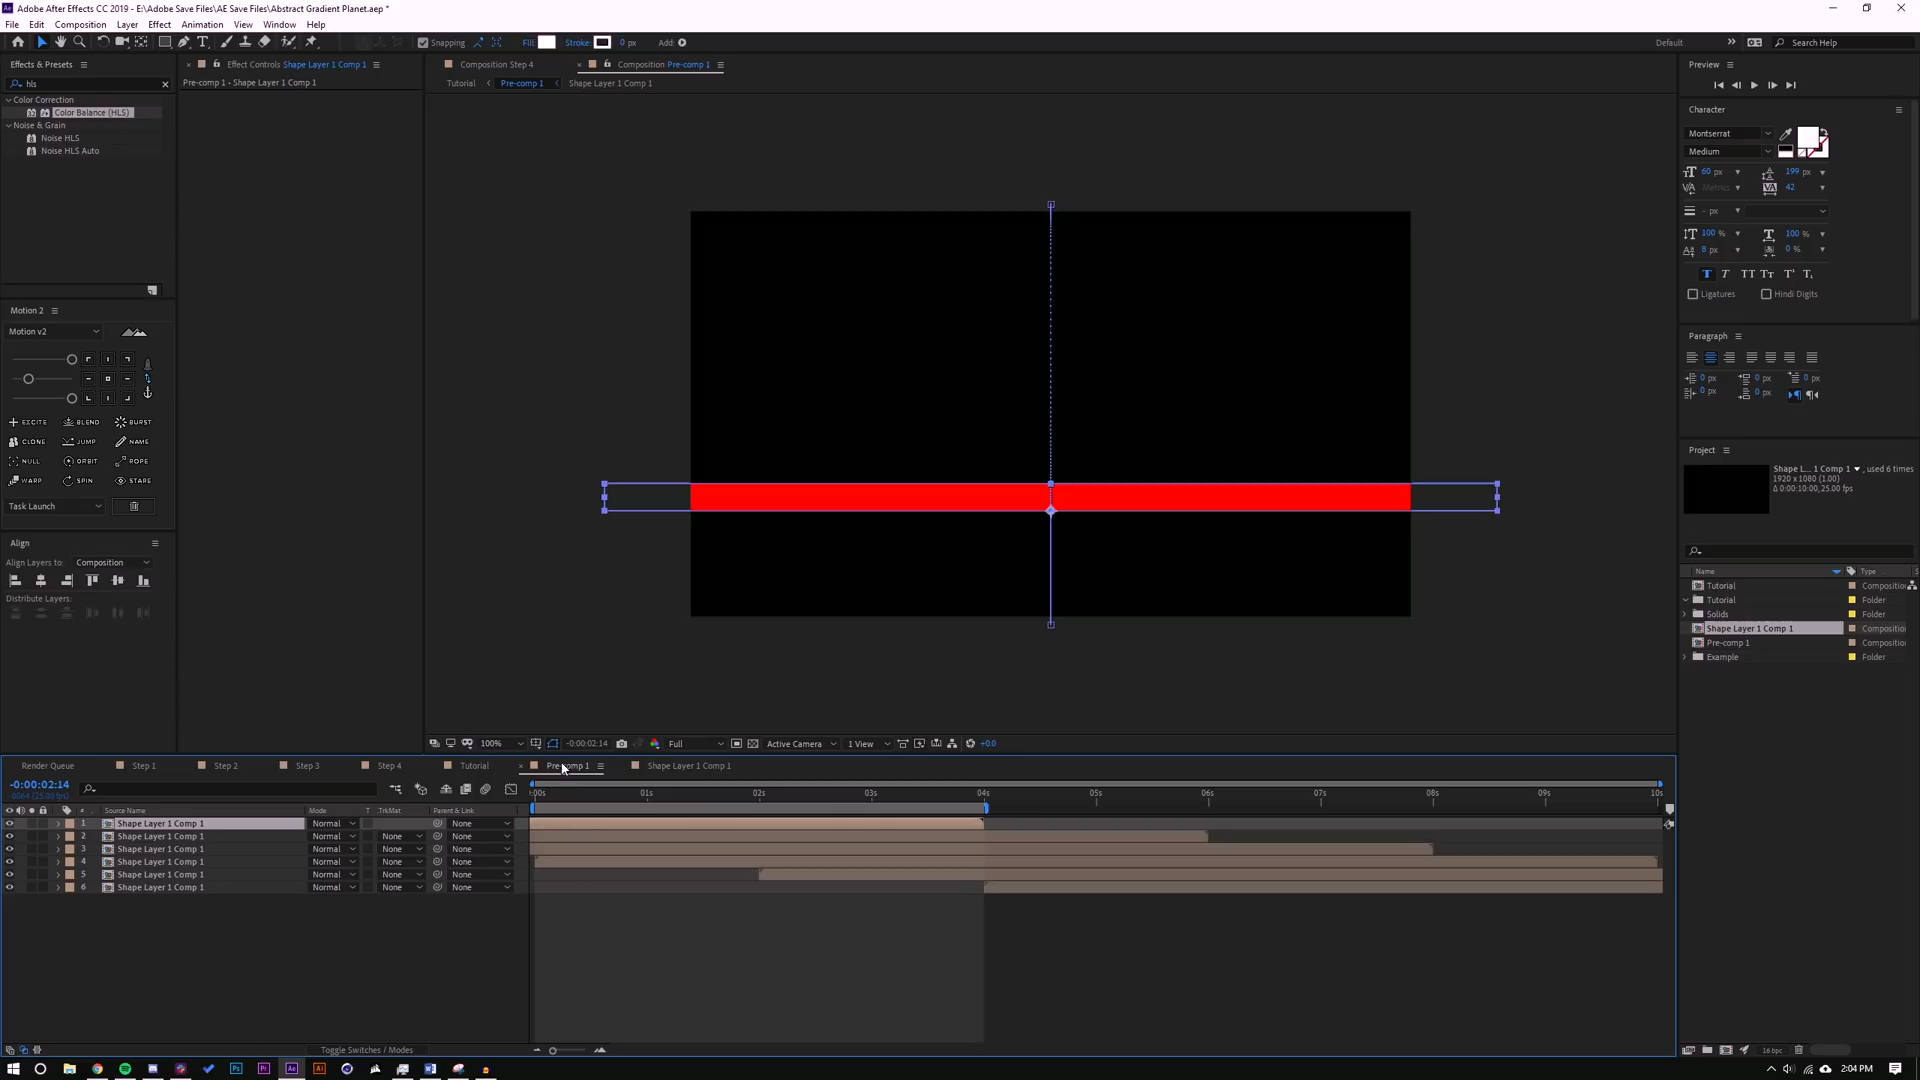 Adobe After Effects CC 2019 - E:\Adobe Save Files\AE Save Files\Abstract Gradient Planet.aep *
File Edit Composition Layer Effect Animation View Window Help
Snapping Fill: Stroke: 0 px Add: Default Search Help
Effects & Presets
hls
Color Correction
Color Balance (HLS)
Noise & Grain
Noise HLS
Noise HLS Auto
Effect Controls Shape Layer 1 Comp 1
Pre-comp 1 - Shape Layer 1 Comp 1
Composition Step 4 Composition Pre-comp 1
Tutorial Pre-comp 1 Shape Layer 1 Comp 1
Motion 2
Motion v2
EXCITE BLEND BURST
CLONE JUMP NAME
NULL ORBIT ROPE
WARP SPIN STARE
Task Launch
Align
Align Layers to: Composition
Distribute Layers:
100% -0:00:02:14 Full Active Camera 1 View +0.0
Preview
Character
Montserrat
Medium
60 px 199 px
Metrics 42
- px
100 % 100 %
8 px 0 %
T T TT Tt T¹ T₁
Ligatures Hindi Digits
Paragraph
0 px 0 px 0 px
0 px 0 px
Project
Shape L... 1 Comp 1 , used 6 times
1920 x 1080 (1.00)
Δ 0:00:10:00, 25.00 fps
Name Type
Tutorial Compositio
Tutorial Folder
Solids Folder
Shape Layer 1 Comp 1 Compositio
Pre-comp 1 Compositio
Example Folder
16 bpc
Render Queue Step 1 Step 2 Step 3 Step 4 Tutorial Pre-comp 1 Shape Layer 1 Comp 1
-0:00:02:14
:00s 01s 02s 03s 04s 05s 06s 07s 08s 09s 10s
# Source Name Mode T .TrkMat Parent & Link
1 Shape Layer 1 Comp 1 Normal None
2 Shape Layer 1 Comp 1 Normal None None
3 Shape Layer 1 Comp 1 Normal None None
4 Shape Layer 1 Comp 1 Normal None None
5 Shape Layer 1 Comp 1 Normal None None
6 Shape Layer 1 Comp 1 Normal None None
Toggle Switches / Modes
2:04 PM